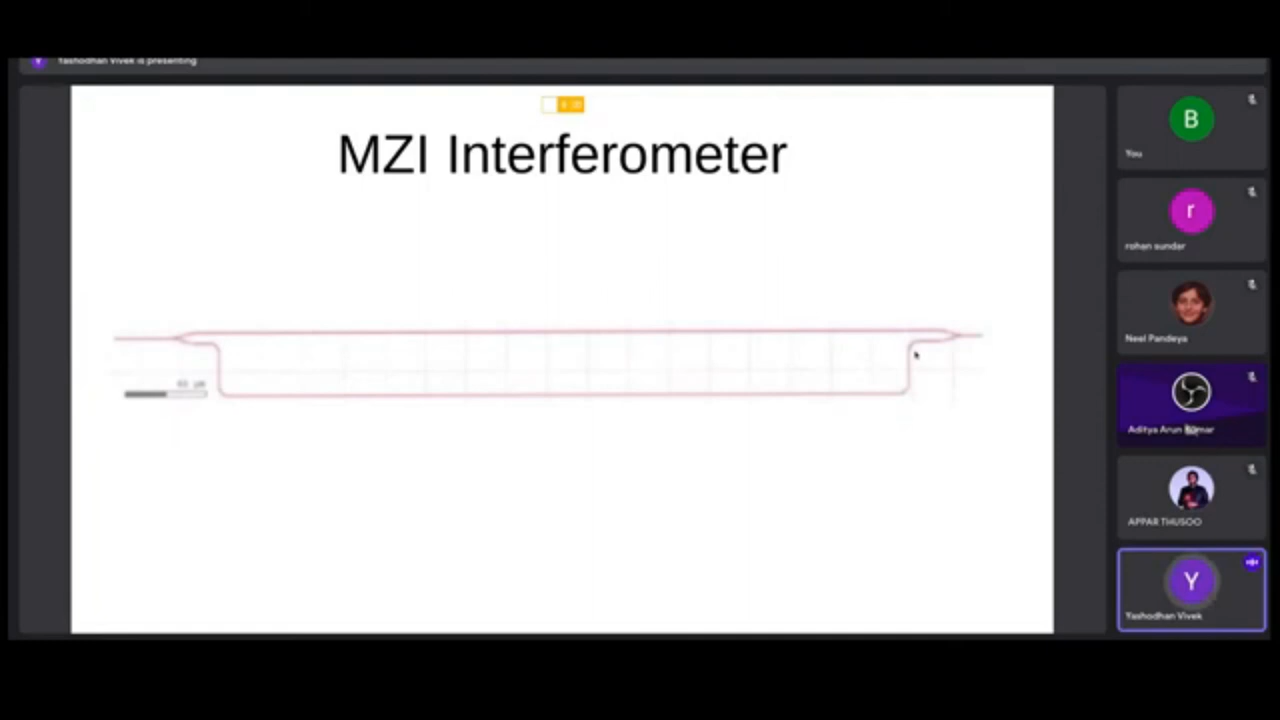 Yashodhan Vivek is presenting
MZI Interferometer
B
You
r
rohan sundar
Neel Pandeya
Aditya Arun Kumar
APPAR THUSOO
Y
Yashodhan Vivek